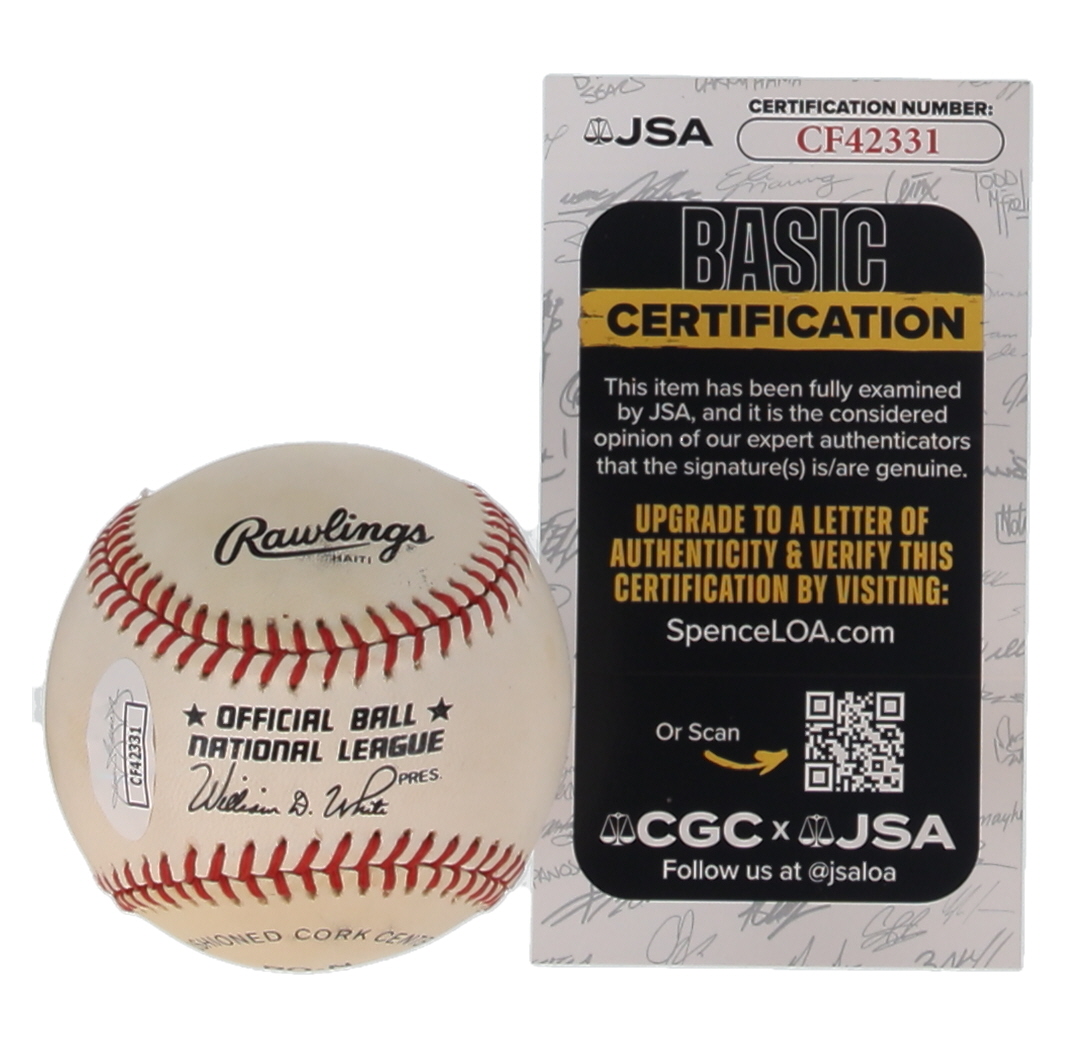 Rawlings
HAITI
★ OFFICIAL BALL ★
NATIONAL LEAGUE
William D. White PRES.
CORK
CF42331
JSA
CERTIFICATION NUMBER:
CF42331
BASIC
CERTIFICATION
This item has been fully examined
by JSA, and it is the considered
opinion of our expert authenticators
that the signature(s) is/are genuine.
UPGRADE TO A LETTER OF
AUTHENTICITY & VERIFY THIS
CERTIFICATION BY VISITING:
SpenceLOA.com
Or Scan
CGC x JSA
Follow us at @jsaloa